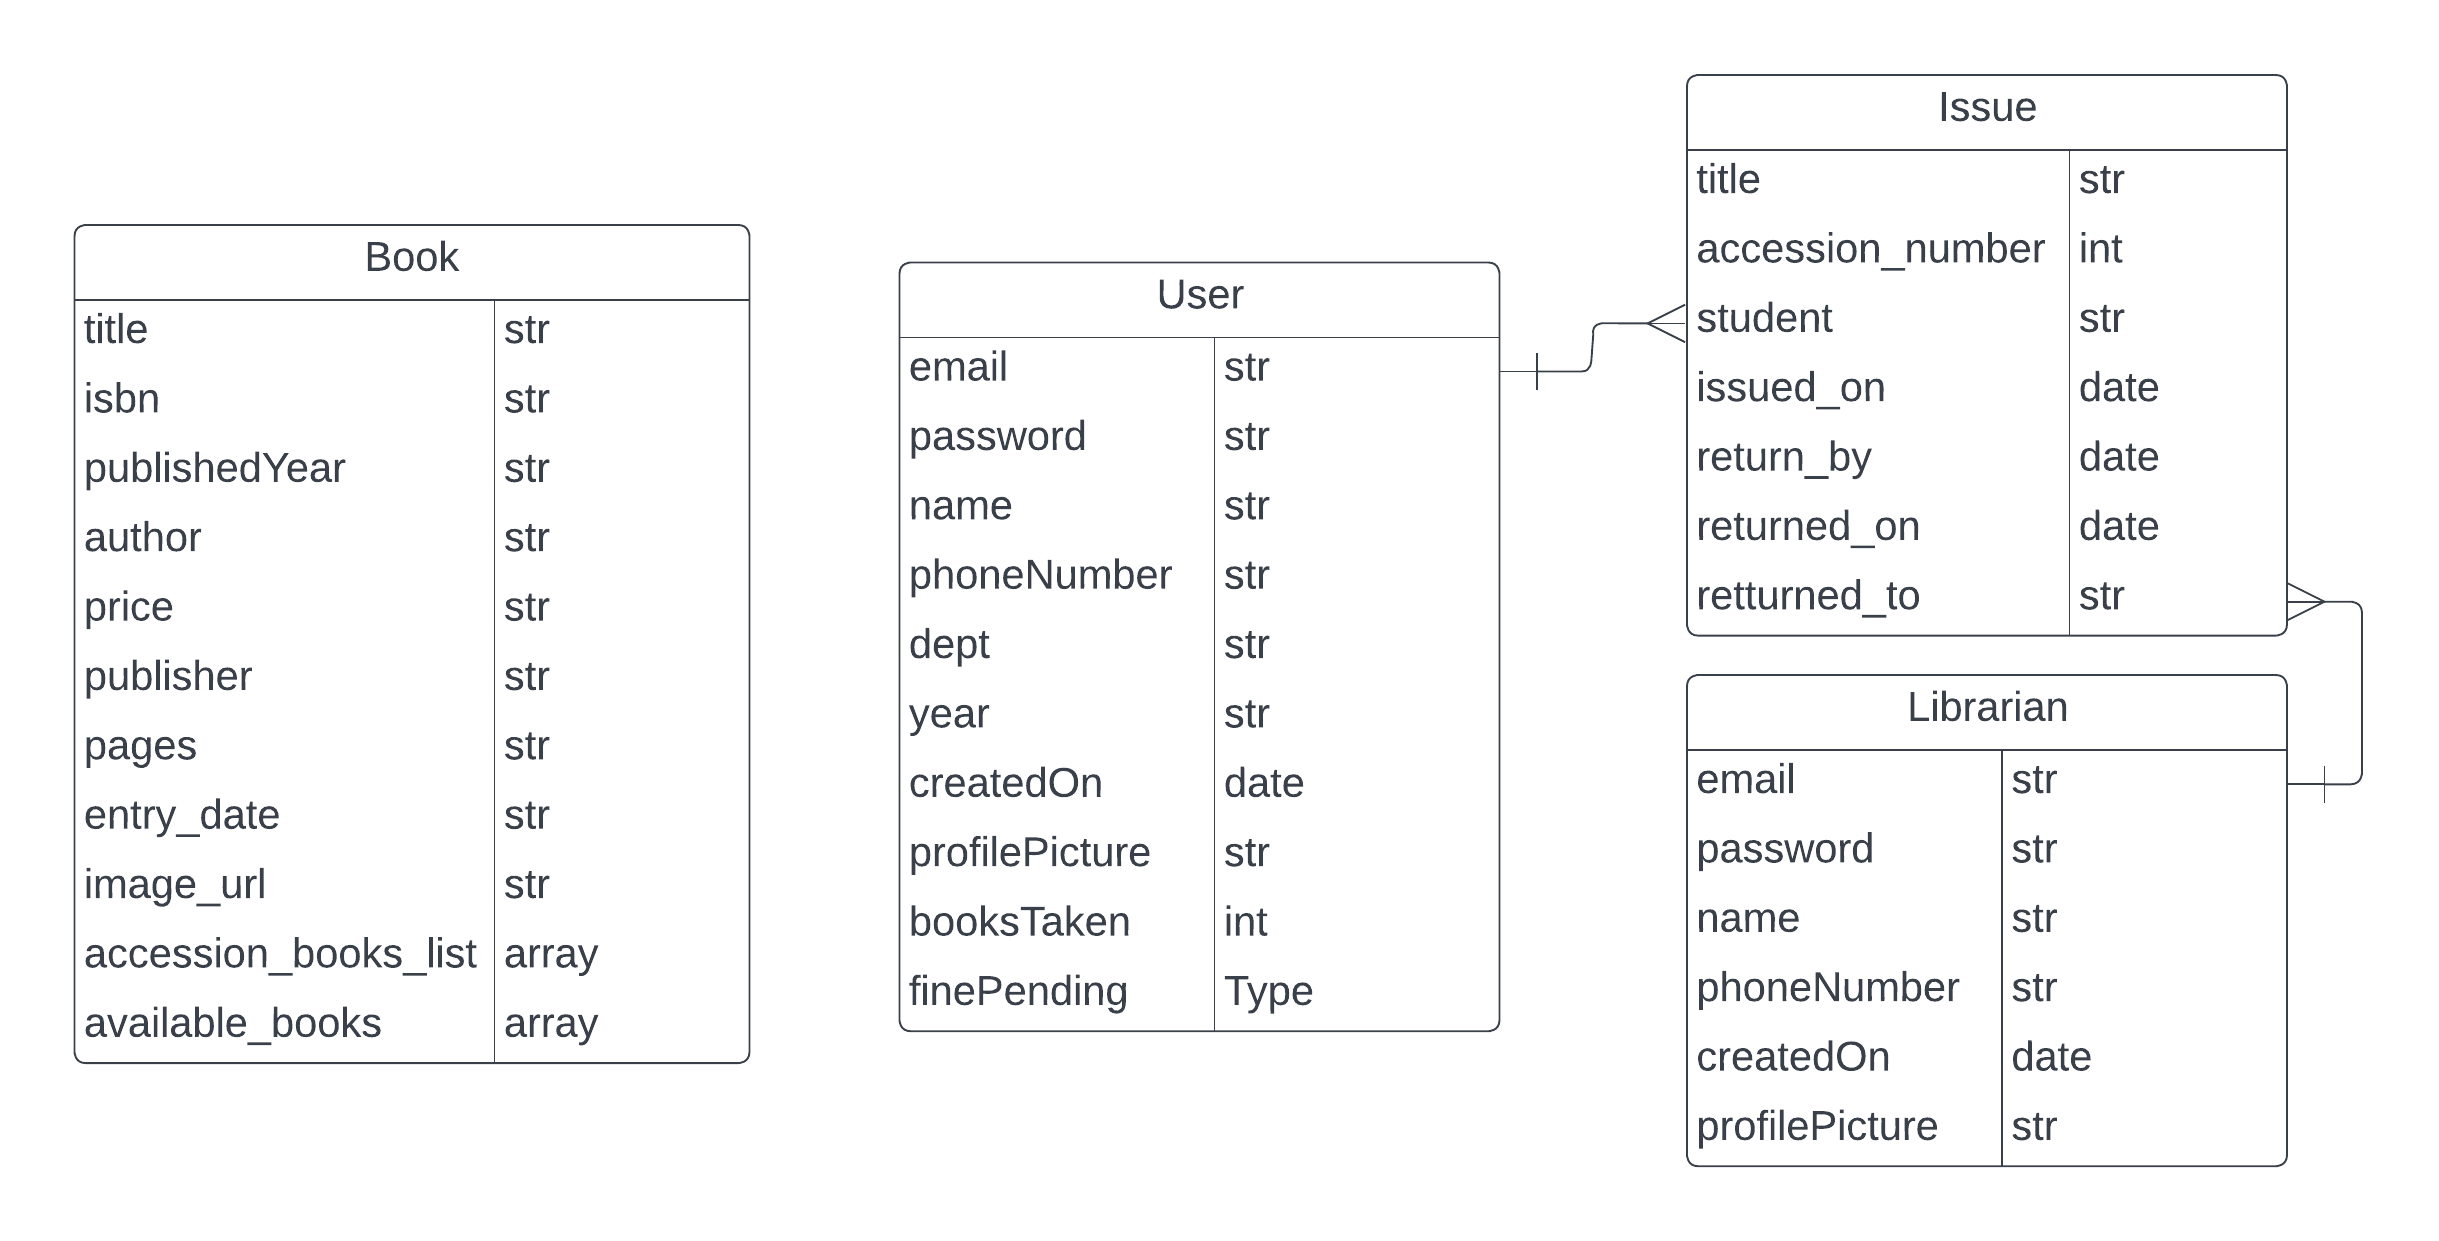 Book
title str
isbn str
publishedYear str
author str
price str
publisher str
pages str
entry_date str
image_url str
accession_books_list array
available_books array
User
email str
password str
name str
phoneNumber str
dept str
year str
createdOn date
profilePicture str
booksTaken int
finePending Type
Issue
title str
accession_number int
student str
issued_on date
return_by date
returned_on date
retturned_to str
Librarian
email str
password str
name str
phoneNumber str
createdOn date
profilePicture str